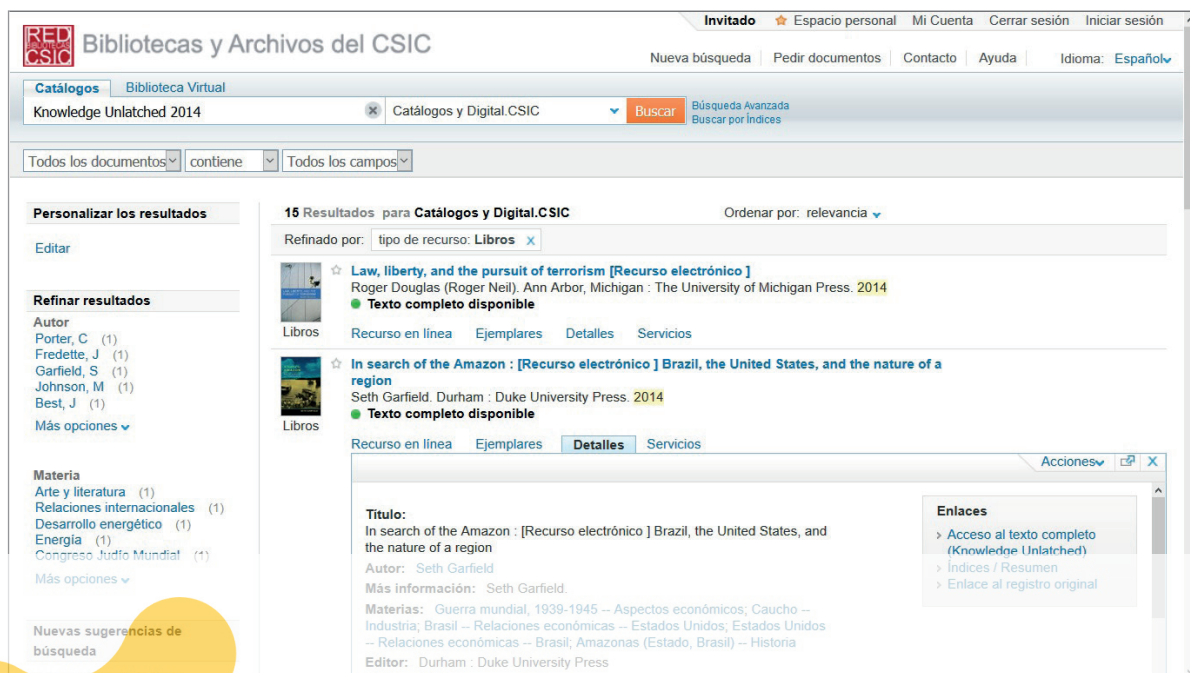 Invitado Espacio personal Mi Cuenta Cerrar sesión Iniciar sesión
RED
BIBLIOTECAS
CSIC
Bibliotecas y Archivos del CSIC
Nueva búsqueda Pedir documentos Contacto Ayuda Idioma: Español
Catálogos Biblioteca Virtual
Knowledge Unlatched 2014 Catálogos y Digital.CSIC Buscar
Búsqueda Avanzada
Buscar por Índices
Todos los documentos contiene Todos los campos
Personalizar los resultados
Editar
Refinar resultados
Autor
Porter, C (1)
Fredette, J (1)
Garfield, S (1)
Johnson, M (1)
Best, J (1)
Más opciones
Materia
Arte y literatura (1)
Relaciones internacionales (1)
Desarrollo energético (1)
Energía (1)
Congreso Judío Mundial (1)
Más opciones
Nuevas sugerencias de
búsqueda
15 Resultados para Catálogos y Digital.CSIC Ordenar por: relevancia
Refinado por: tipo de recurso: Libros X
Law, liberty, and the pursuit of terrorism [Recurso electrónico ]
Roger Douglas (Roger Neil). Ann Arbor, Michigan : The University of Michigan Press. 2014
Texto completo disponible
Libros
Recurso en línea Ejemplares Detalles Servicios
In search of the Amazon : [Recurso electrónico ] Brazil, the United States, and the nature of a
region
Seth Garfield. Durham : Duke University Press. 2014
Texto completo disponible
Libros
Recurso en línea Ejemplares Detalles Servicios
Acciones X
Título:
In search of the Amazon : [Recurso electrónico ] Brazil, the United States, and
the nature of a region
Autor: Seth Garfield
Más información: Seth Garfield.
Materias: Guerra mundial, 1939-1945 -- Aspectos económicos; Caucho --
Industria; Brasil -- Relaciones económicas -- Estados Unidos; Estados Unidos
-- Relaciones económicas -- Brasil; Amazonas (Estado, Brasil) -- Historia
Editor: Durham : Duke University Press
Enlaces
Acceso al texto completo
(Knowledge Unlatched)
Índices / Resumen
Enlace al registro original